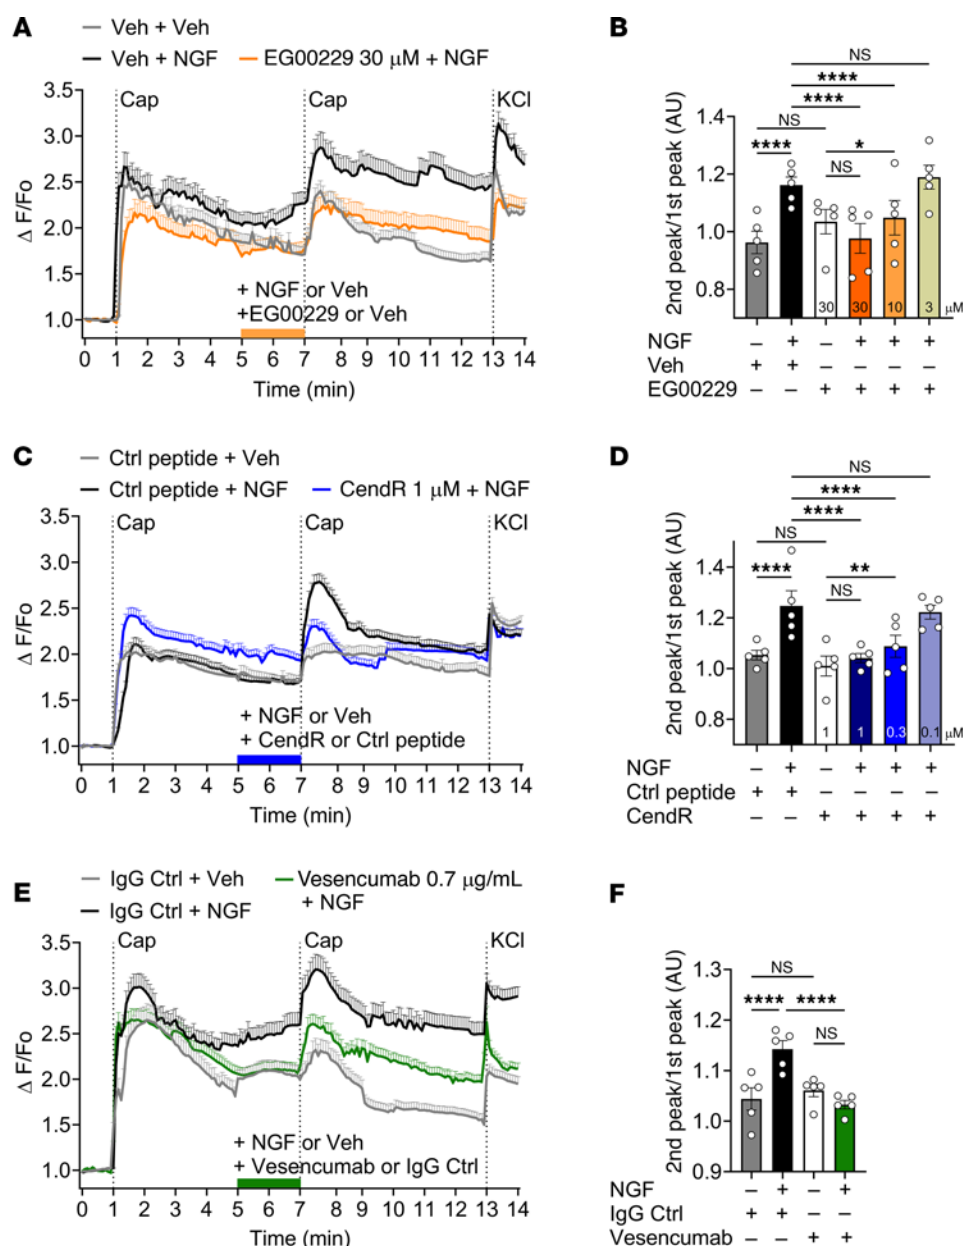 A
Veh + Veh
Veh + NGF
EG00229 30 μM + NGF
Cap
Cap
KCl
3.5
3.0
2.5
2.0
1.5
1.0
Δ F/Fo
+ NGF or Veh
+EG00229 or Veh
0 1 2 3 4 5 6 7 8 9 10 11 12 13 14
Time (min)
B
NS
****
****
NS
*
****
NS
1.4
1.2
1.0
0.8
2nd peak/1st peak (AU)
30 30 10 3 μM
NGF – + – + + +
Veh + + – – – –
EG00229 – – + + + +
C
Ctrl peptide + Veh
Ctrl peptide + NGF
CendR 1 μM + NGF
Cap
Cap
KCl
3.5
3.0
2.5
2.0
1.5
1.0
Δ F/Fo
+ NGF or Veh
+ CendR or Ctrl peptide
0 1 2 3 4 5 6 7 8 9 10 11 12 13 14
Time (min)
D
NS
****
****
NS
**
****
NS
1.4
1.2
1.0
0.8
2nd peak/1st peak (AU)
1 1 0.3 0.1 μM
NGF – + – + + +
Ctrl peptide + + – – – –
CendR – – + + + +
E
IgG Ctrl + Veh
Vesencumab 0.7 μg/mL
+ NGF
IgG Ctrl + NGF
Cap
Cap
KCl
3.5
3.0
2.5
2.0
1.5
1.0
Δ F/Fo
+ NGF or Veh
+ Vesencumab or IgG Ctrl
0 1 2 3 4 5 6 7 8 9 10 11 12 13 14
Time (min)
F
NS
****
****
NS
1.3
1.2
1.1
1.0
0.9
2nd peak/1st peak (AU)
NGF – + – +
IgG Ctrl + + – –
Vesencumab – – + +